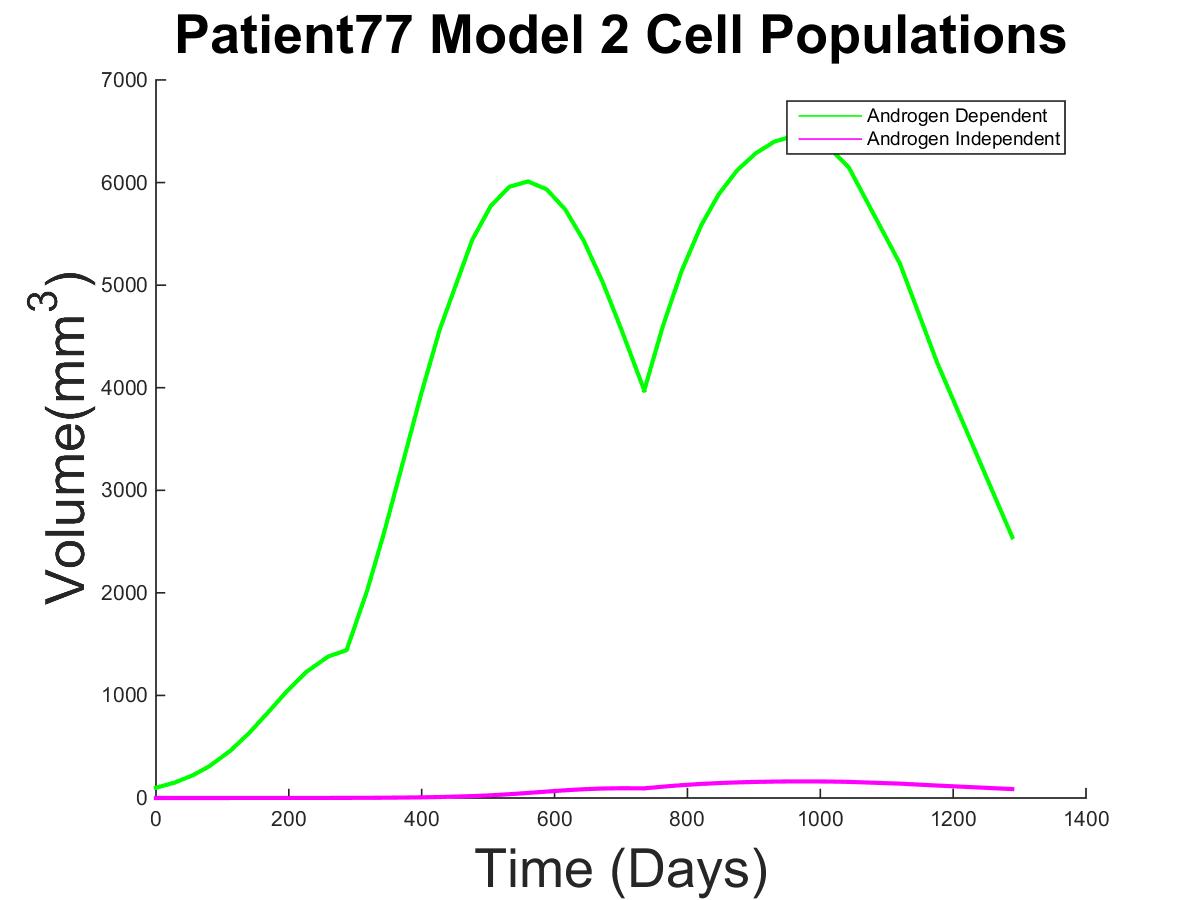 Patient77 Model 2 Cell Populations
7000
6000
5000
4000
3000
2000
1000
0
Volume(mm³)
Androgen Dependent
Androgen Independent
0 200 400 600 800 1000 1200 1400
Time (Days)